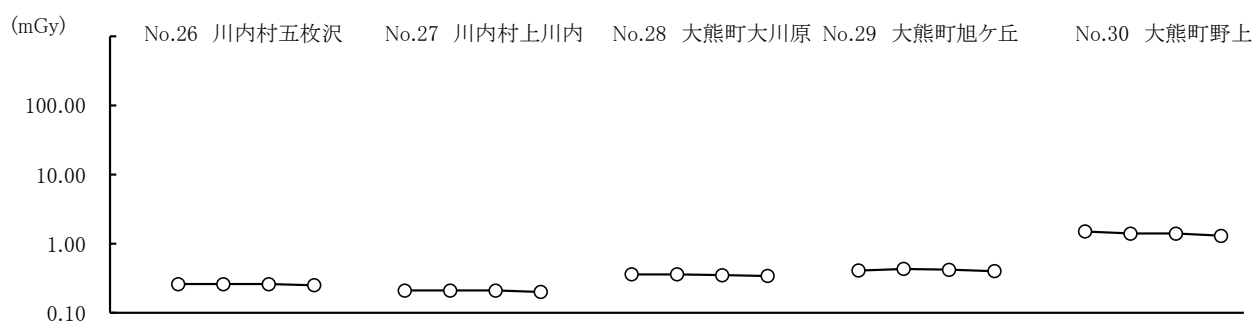 (mGy)
No.26 川内村五枚沢
No.27 川内村上川内
No.28 大熊町大川原
No.29 大熊町旭ケ丘
No.30 大熊町野上
100.00
10.00
1.00
0.10